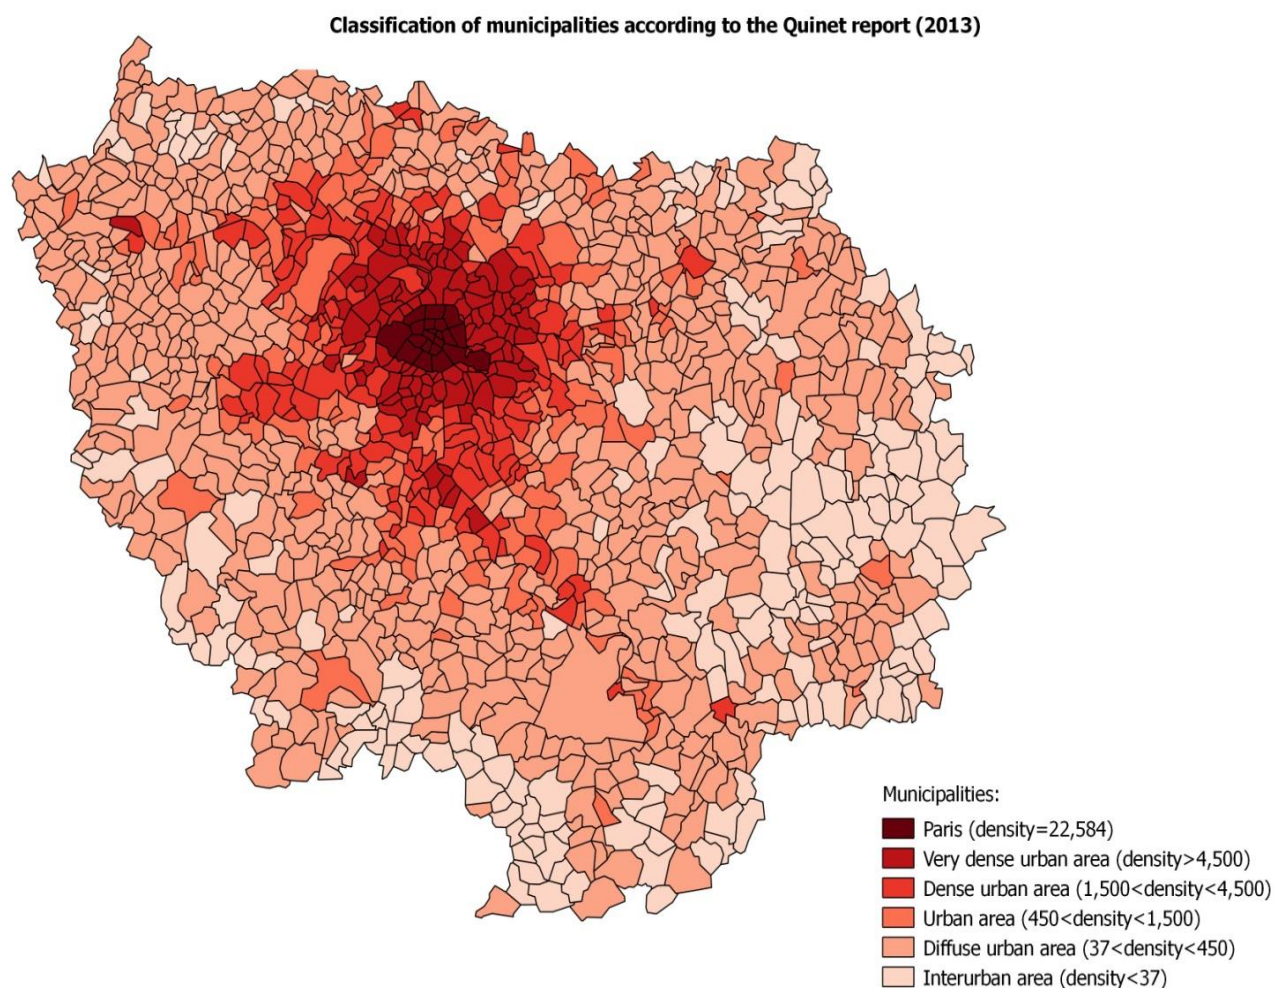 Classification of municipalities according to the Quinet report (2013)
Municipalities:
Paris (density=22,584)
Very dense urban area (density>4,500)
Dense urban area (1,500<density<4,500)
Urban area (450<density<1,500)
Diffuse urban area (37<density<450)
Interurban area (density<37)